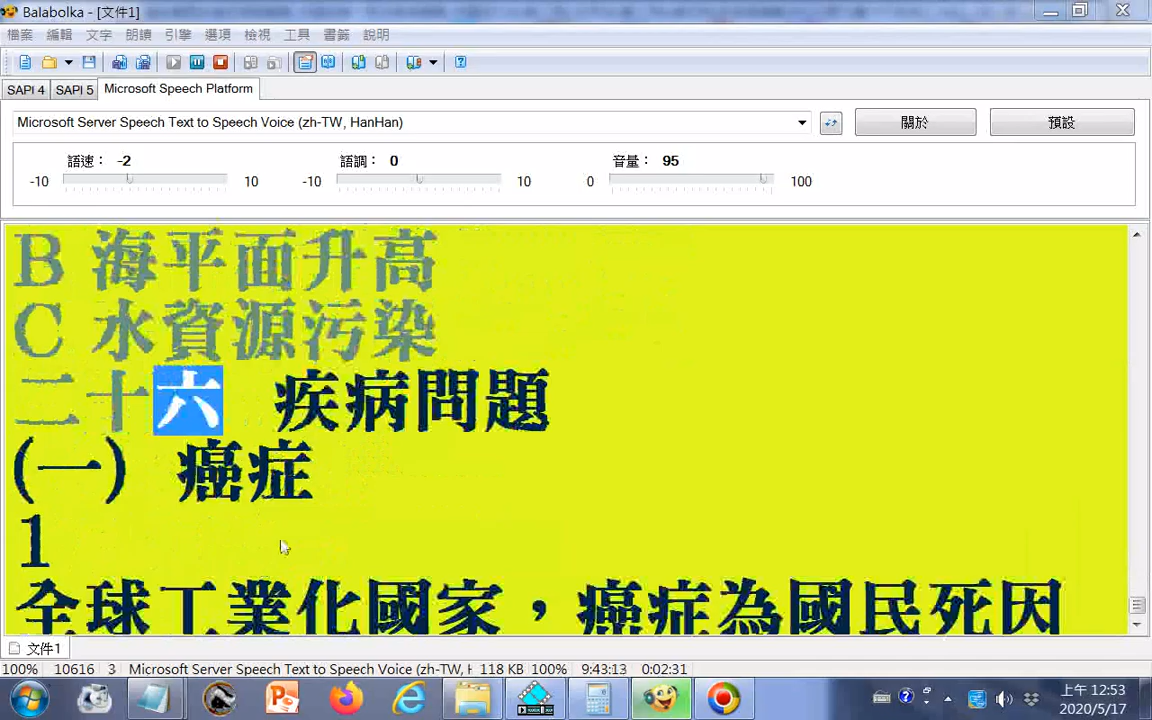 Balabolka - [文件1]
檔案 編輯 文字 朗讀 引擎 選項 檢視 工具 書籤 說明
SAPI 4 SAPI 5 Microsoft Speech Platform
Microsoft Server Speech Text to Speech Voice (zh-TW, HanHan) 關於 預設
語速： -2 語調： 0 音量： 95
-10 10 -10 10 0 100
B 海平面升高
C 水資源污染
二十六 疾病問題
(一) 癌症
1
全球工業化國家，癌症為國民死因
文件1
100% 10616 3 Microsoft Server Speech Text to Speech Voice (zh-TW, H 118 KB 100% 9:43:13 0:02:31
上午 12:53
2020/5/17